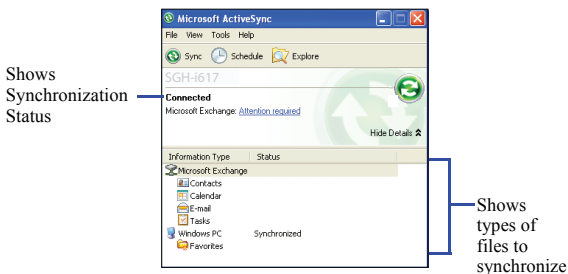 Microsoft ActiveSync
File View Tools Help
Sync Schedule Explore
SGH-i617
Connected
Microsoft Exchange: Attention required
Hide Details
Information Type Status
Microsoft Exchange
Contacts
Calendar
E-mail
Tasks
Windows PC Synchronized
Favorites
Shows
Synchronization
Status
Shows
types of
files to
synchronize